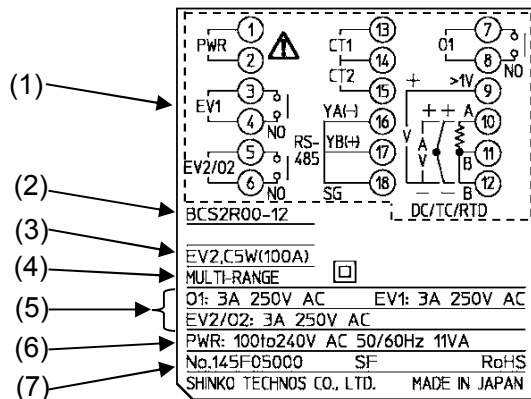 (1)
PWR 1 2
CT1 13 14
CT2 15
O1 7 8 NO
EV1 3 4 NO
+ >1V 9
YA(-) 16
RS-485
YB(+) 17
SG 18
V + + A 10
A V B 11
- - B 12
EV2/O2 5 6 NO
DC/TC/RTD
(2)
BCS2R00-12
(3)
EV2,C5W(100A)
(4)
MULTI-RANGE
(5)
O1: 3A 250V AC EV1: 3A 250V AC
EV2/O2: 3A 250V AC
(6)
PWR: 100to240V AC 50/60Hz 11VA
(7)
No.145F05000 SF RoHS
SHINKO TECHNOS CO., LTD. MADE IN JAPAN